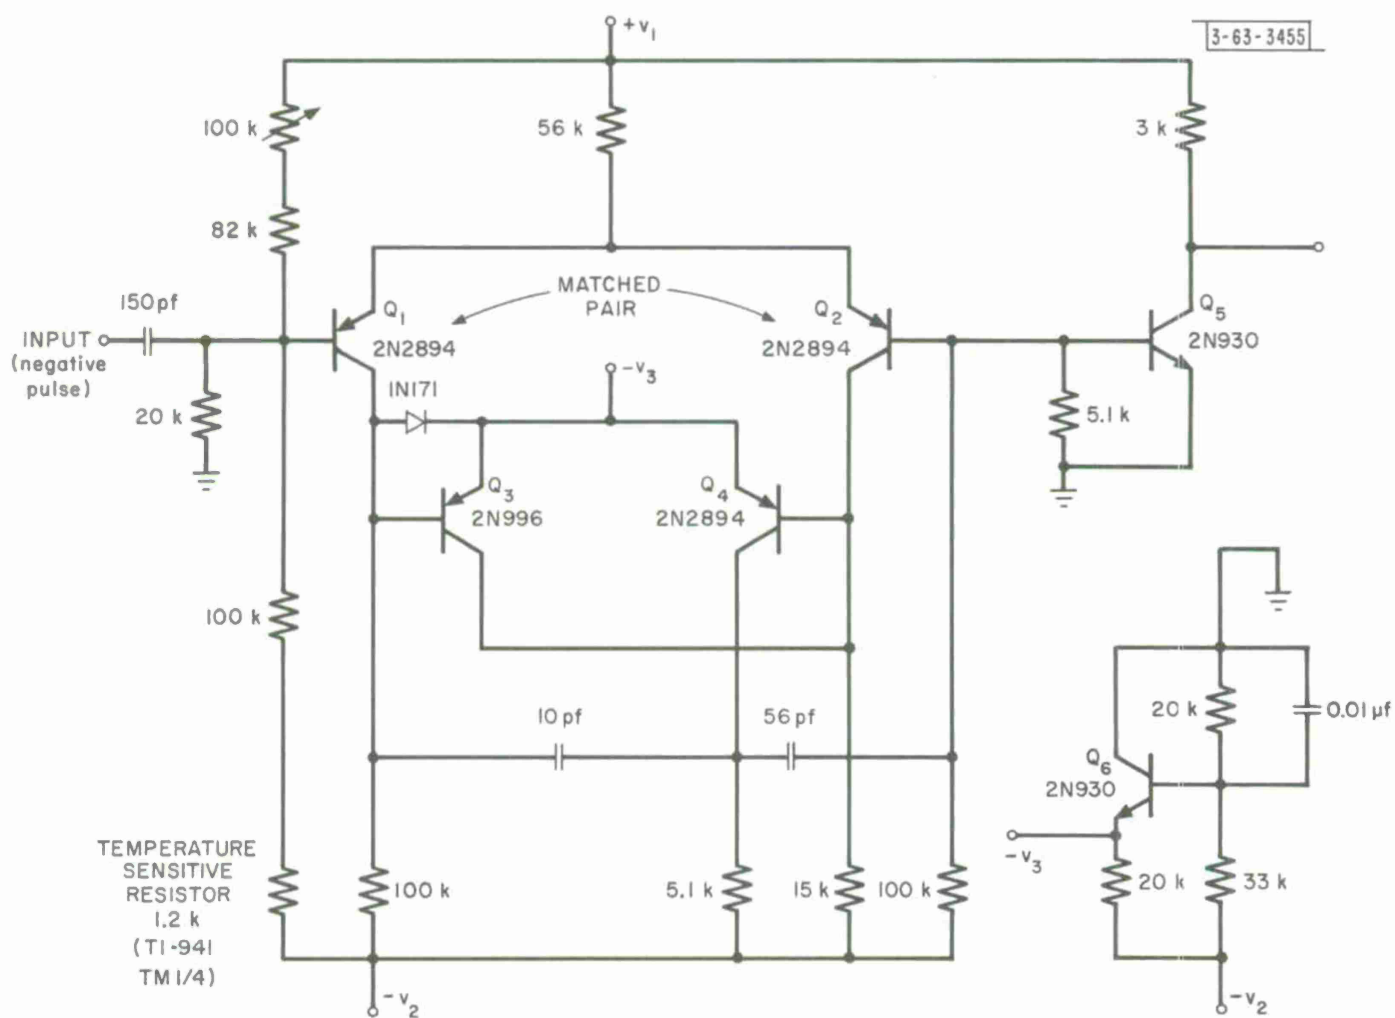 +v1
3-63-3455
100 k
56 k
3 k
82 k
150 pf
MATCHED
PAIR
Q1
2N2894
Q2
2N2894
Q5
2N930
INPUT
(negative
pulse)
-v3
1N171
20 k
5.1 k
Q3
2N996
Q4
2N2894
100 k
10 pf
56 pf
20 k
0.01 µf
Q6
2N930
-v3
TEMPERATURE
SENSITIVE
RESISTOR
1.2 k
(TI-941
TM 1/4)
100 k
5.1 k
15 k
100 k
20 k
33 k
-v2
-v2